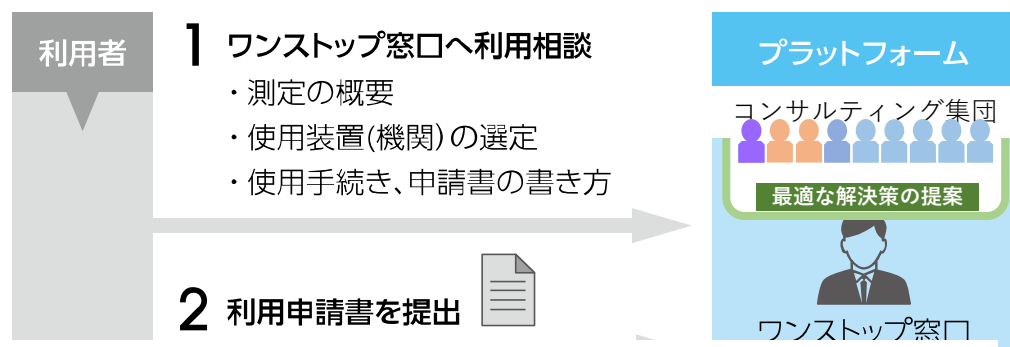 利用者
1 ワンストップ窓口へ利用相談
・測定の概要
・使用装置(機関)の選定
・使用手続き、申請書の書き方
2 利用申請書を提出
プラットフォーム
コンサルティング集団
最適な解決策の提案
ワンストップ窓口